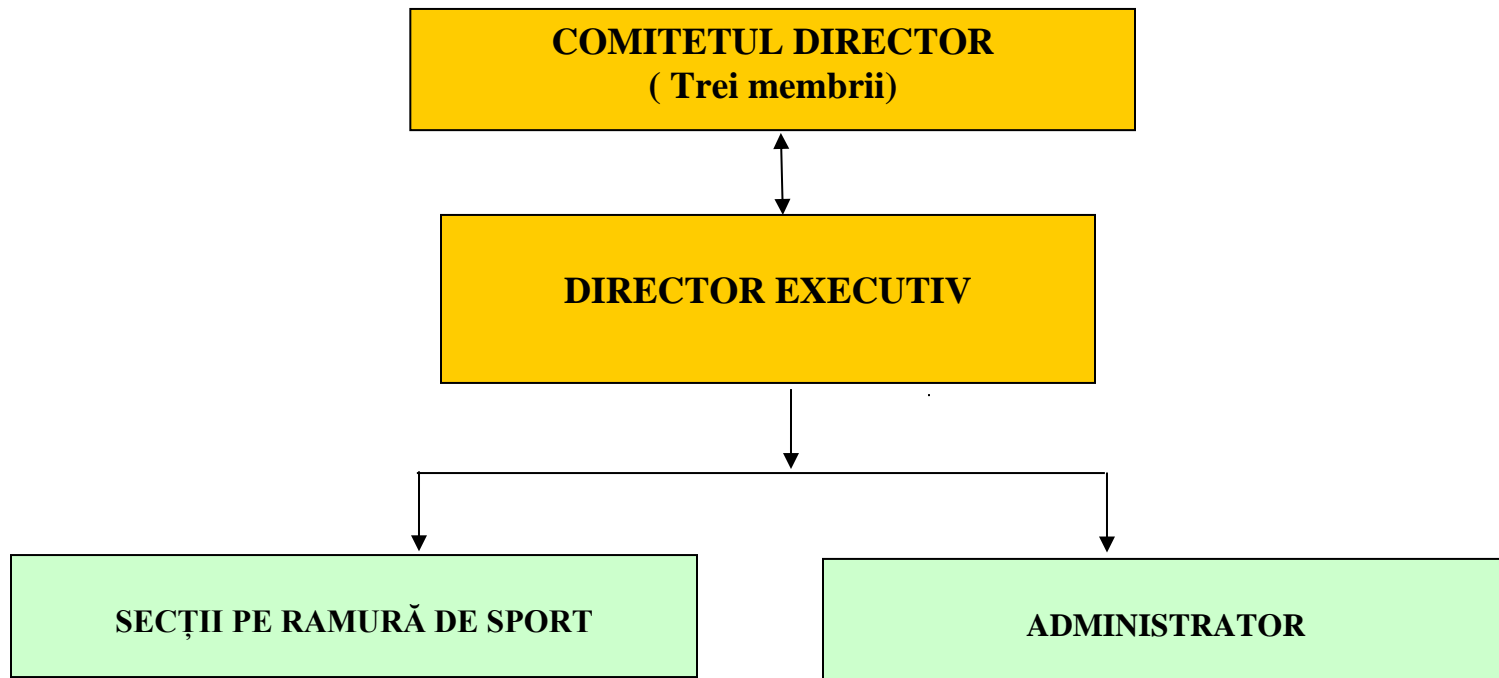 COMITETUL DIRECTOR
( Trei membrii)
DIRECTOR EXECUTIV
SECȚII PE RAMURĂ DE SPORT
ADMINISTRATOR